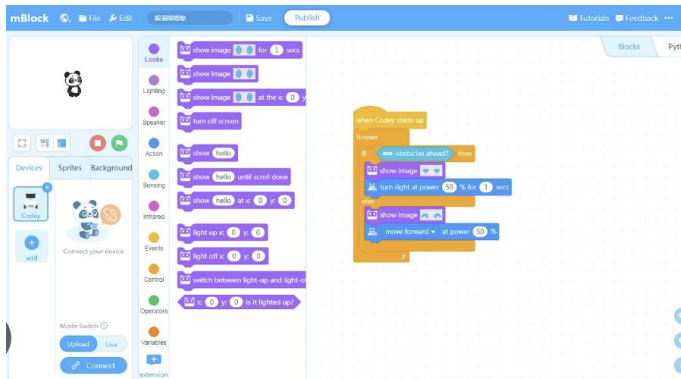 mBlock File Edit Save Publish Tutorials Feedback
Blocks
show image for 1 secs
show image
show image at the x: 0 y
turn off screen
show hello
show hello until scroll done
show hello at x: 0 y: 0
light up x: 0 y: 0
light off x: 0 y: 0
switch between light-up and light-o
x: 0 y: 0 is it lighted up?
Looks
Lighting
Speaker
Action
Sensing
Infrared
Events
Control
Operators
Variables
extension
Devices Sprites Background
Codey
add
Connect your device
Mode Switch
Upload Live
Connect
when Codey starts up
forever
if obstacles ahead? then
show image
turn right at power 50 % for 1 secs
else
show image
move forward at power 50 %